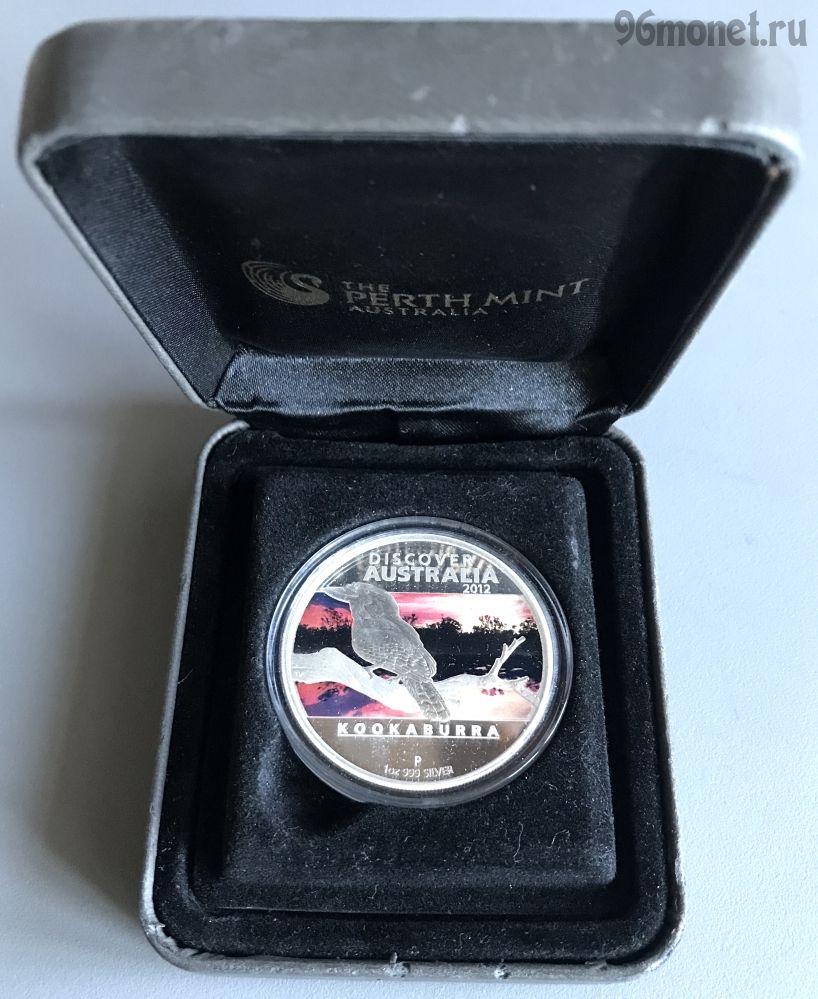 96monet.ru
THE
PERTH MINT
AUSTRALIA
DISCOVER
AUSTRALIA
2012
KOOKABURRA
P
1oz 999 SILVER